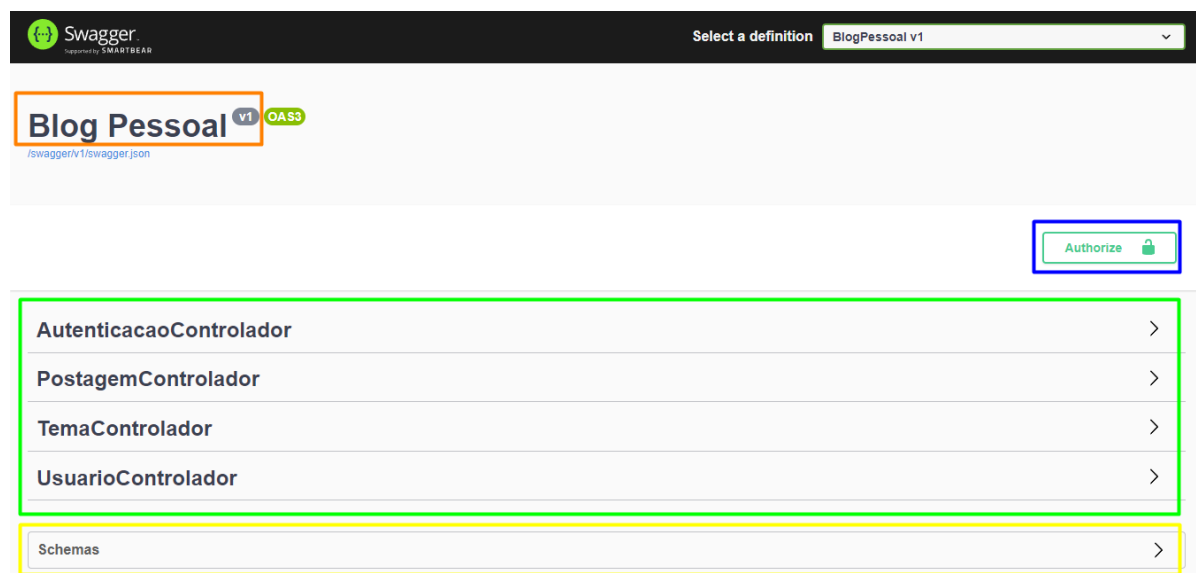 Swagger.
Supported by SMARTBEAR
Select a definition
BlogPessoal v1
Blog Pessoal v1 OAS3
/swagger/v1/swagger.json
Authorize
AutenticacaoControlador
PostagemControlador
TemaControlador
UsuarioControlador
Schemas